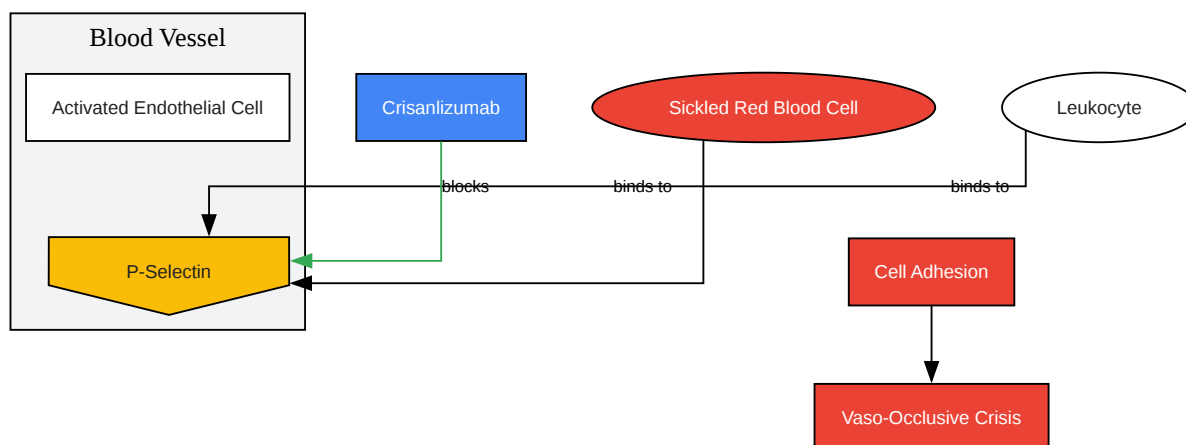 Blood Vessel
Activated Endothelial Cell
Crisanlizumab
Sickled Red Blood Cell
Leukocyte
blocks
binds to
binds to
P-Selectin
Cell Adhesion
Vaso-Occlusive Crisis